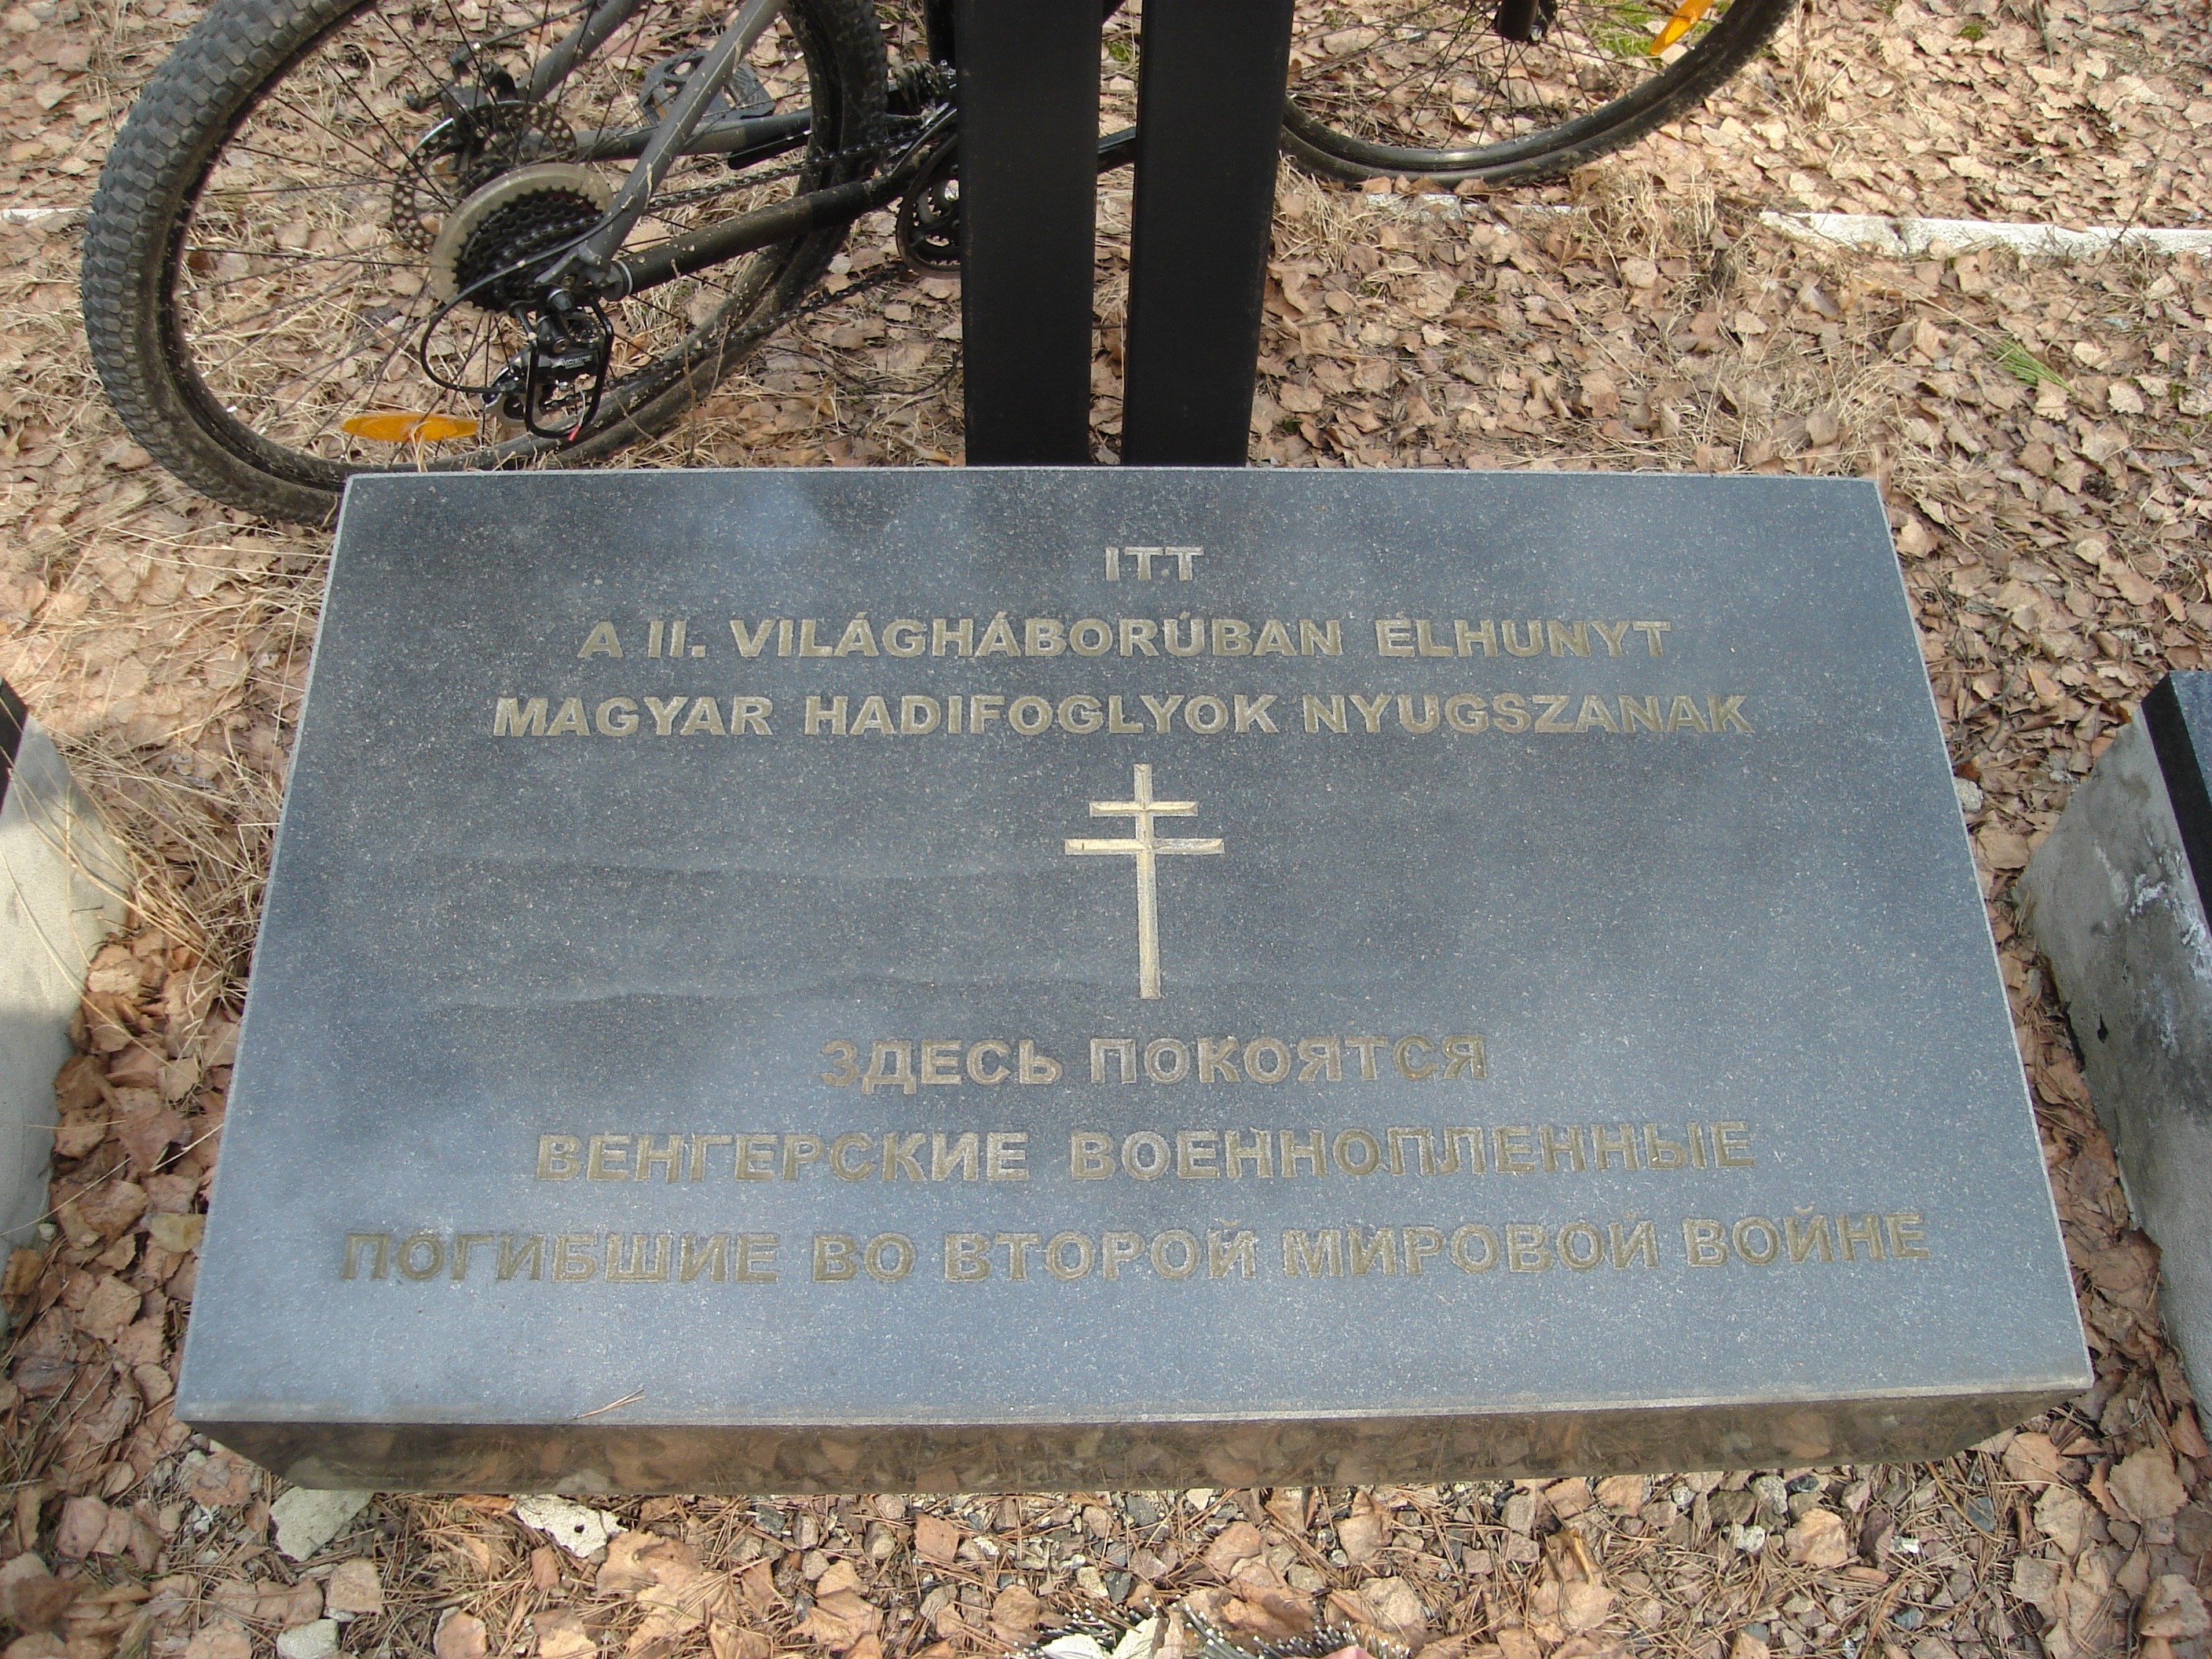 ITT
A II. VILÁGHÁBORÚBAN ELHUNYT
MAGYAR HADIFOGLYOK NYUGSZANAK
ЗДЕСЬ ПОКОЯТСЯ
ВЕНГЕРСКИЕ ВОЕННОПЛЕННЫЕ
ПОГИБШИЕ ВО ВТОРОЙ МИРОВОЙ ВОЙНЕ